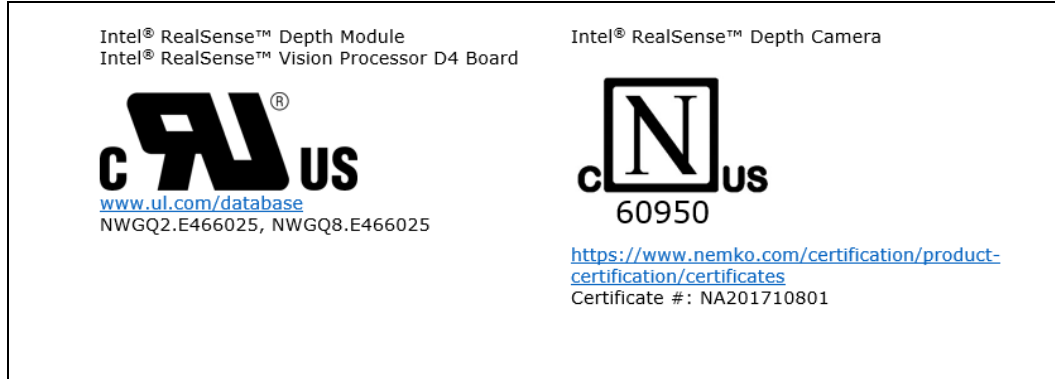 Intel® RealSense™ Depth Module
Intel® RealSense™ Vision Processor D4 Board
c RU® US
www.ul.com/database
NWGQ2.E466025, NWGQ8.E466025
Intel® RealSense™ Depth Camera
c N US
60950
https://www.nemko.com/certification/product-
certification/certificates
Certificate #: NA201710801